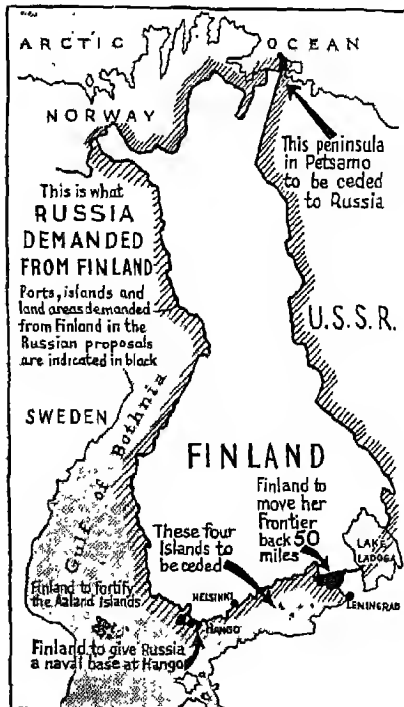 ARCTIC OCEAN
NORWAY
This peninsula
in Petsamo
to be ceded
to Russia
This is what
RUSSIA
DEMANDED
FROM FINLAND
Ports, islands and
land areas demanded
from Finland in the
Russian proposals
are indicated in black
U.S.S.R.
SWEDEN
Gulf of Bothnia
FINLAND
Finland to
move her
Frontier
back 50
miles
These four
Islands to
be ceded
LAKE
LADOGA
Finland to fortify
the Aaland Islands
HELSINKI
LENINGRAD
HANGO
Finland to give Russia
a naval base at Hango